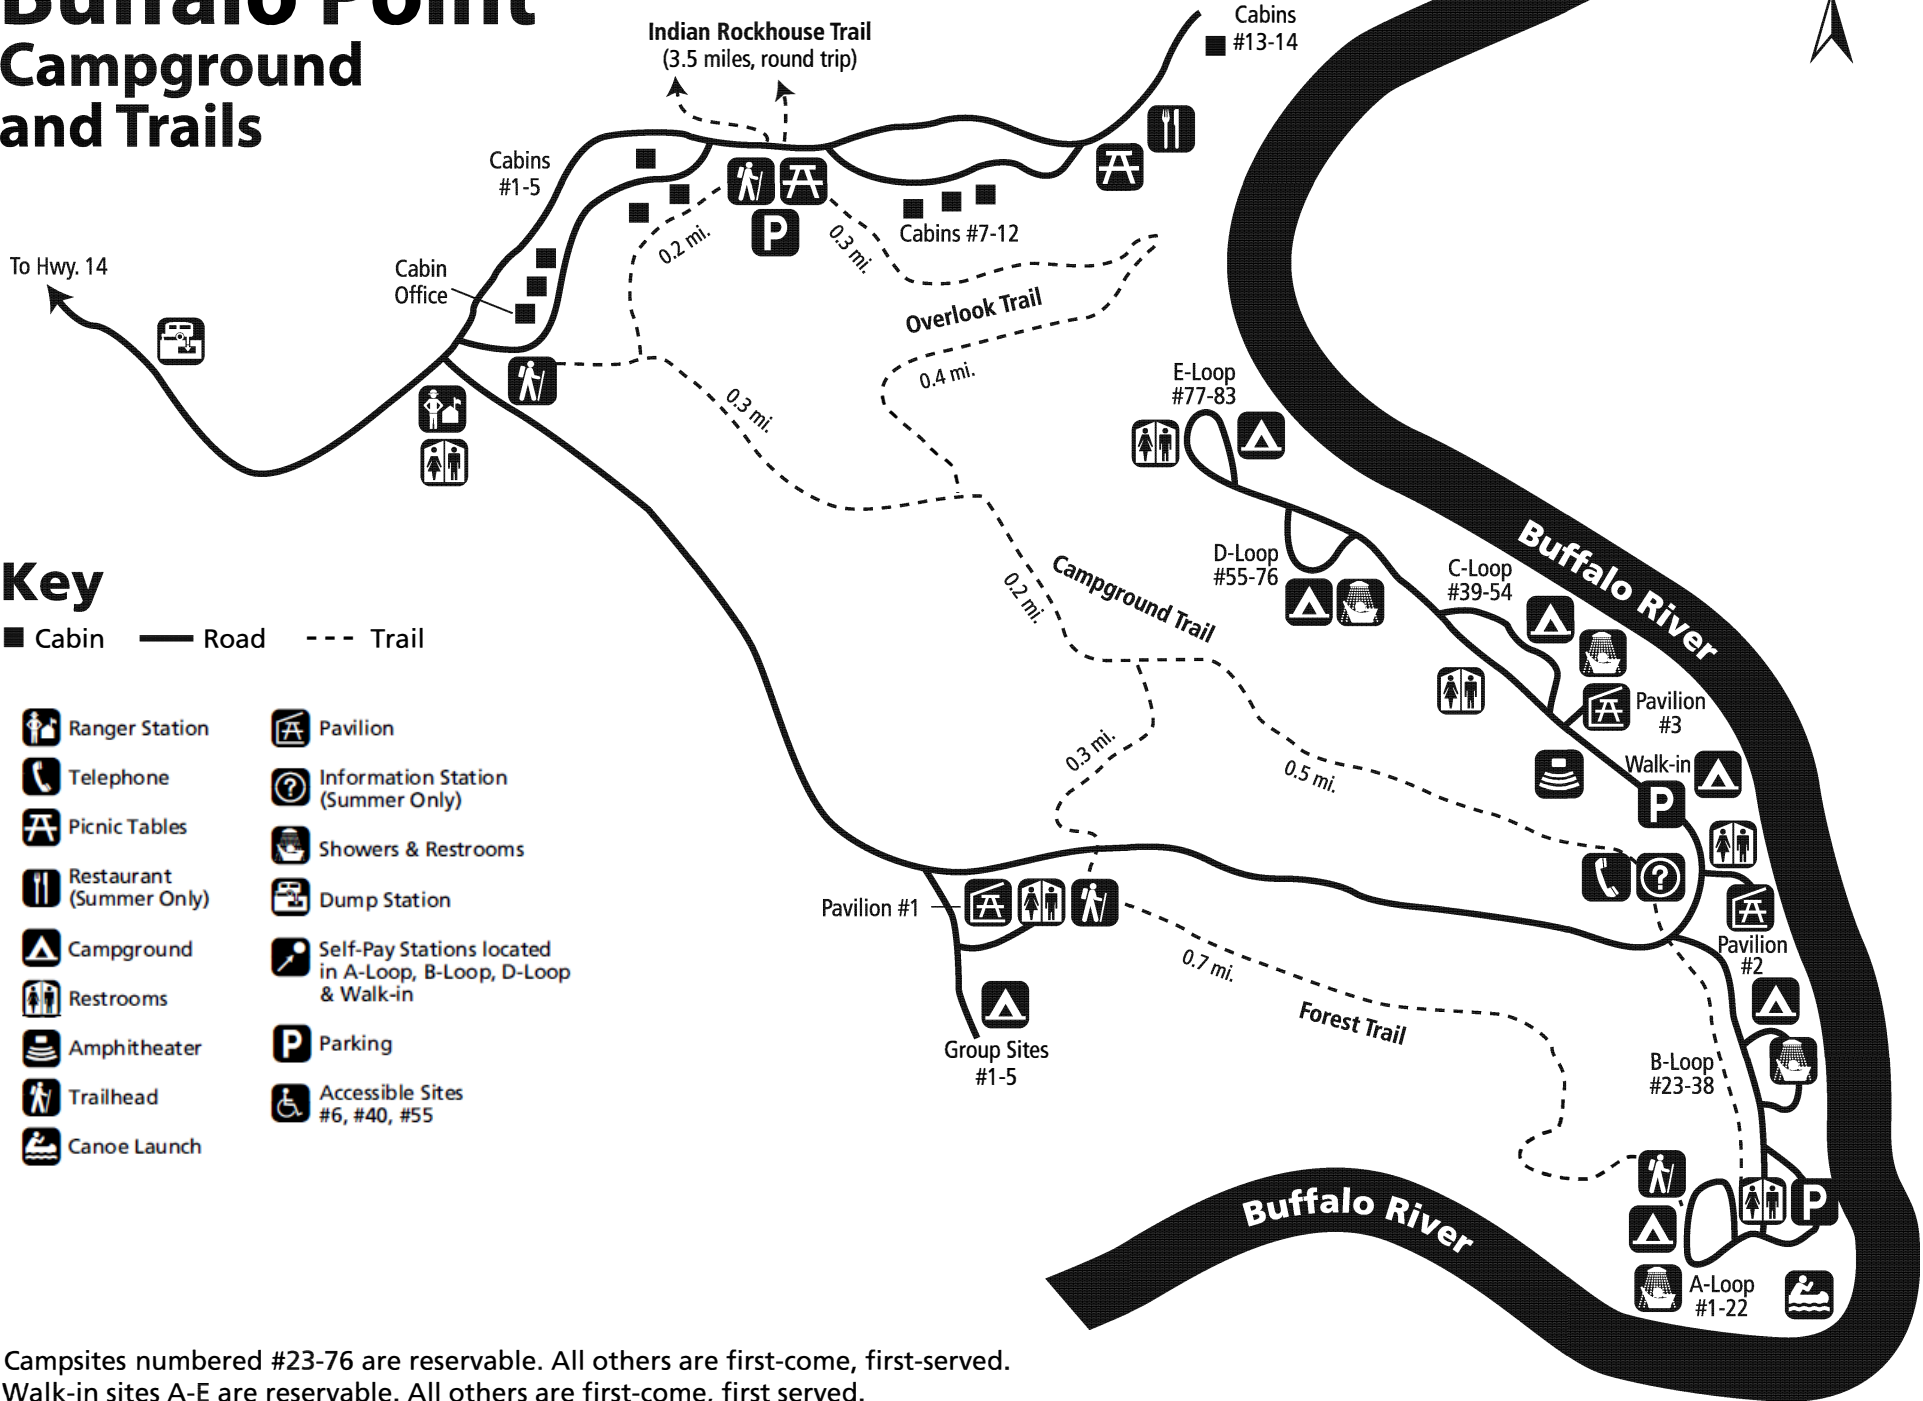 Buffalo Point
Campground
and Trails
Indian Rockhouse Trail
(3.5 miles, round trip)
Cabins
#13-14
Cabins
#1-5
0.2 mi.
0.3 mi.
Cabins #7-12
To Hwy. 14
Cabin
Office
Overlook Trail
0.4 mi.
0.3 mi.
E-Loop
#77-83
Buffalo River
D-Loop
#55-76
C-Loop
#39-54
Campground Trail
0.2 mi.
Key
Cabin
Road
Trail
Ranger Station
Telephone
Picnic Tables
Restaurant
(Summer Only)
Campground
Restrooms
Amphitheater
Trailhead
Canoe Launch
Pavilion
Information Station
(Summer Only)
Showers & Restrooms
Dump Station
Self-Pay Stations located
in A-Loop, B-Loop, D-Loop
& Walk-in
P
Parking
Accessible Sites
#6, #40, #55
P
Pavilion
#3
0.3 mi.
0.5 mi.
Walk-in
P
?
?
Pavilion #1
Pavilion
#2
0.7 mi.
Forest Trail
Group Sites
#1-5
B-Loop
#23-38
P
Buffalo River
A-Loop
#1-22
Campsites numbered #23-76 are reservable. All others are first-come, first-served.
Walk-in sites A-E are reservable. All others are first-come, first served.